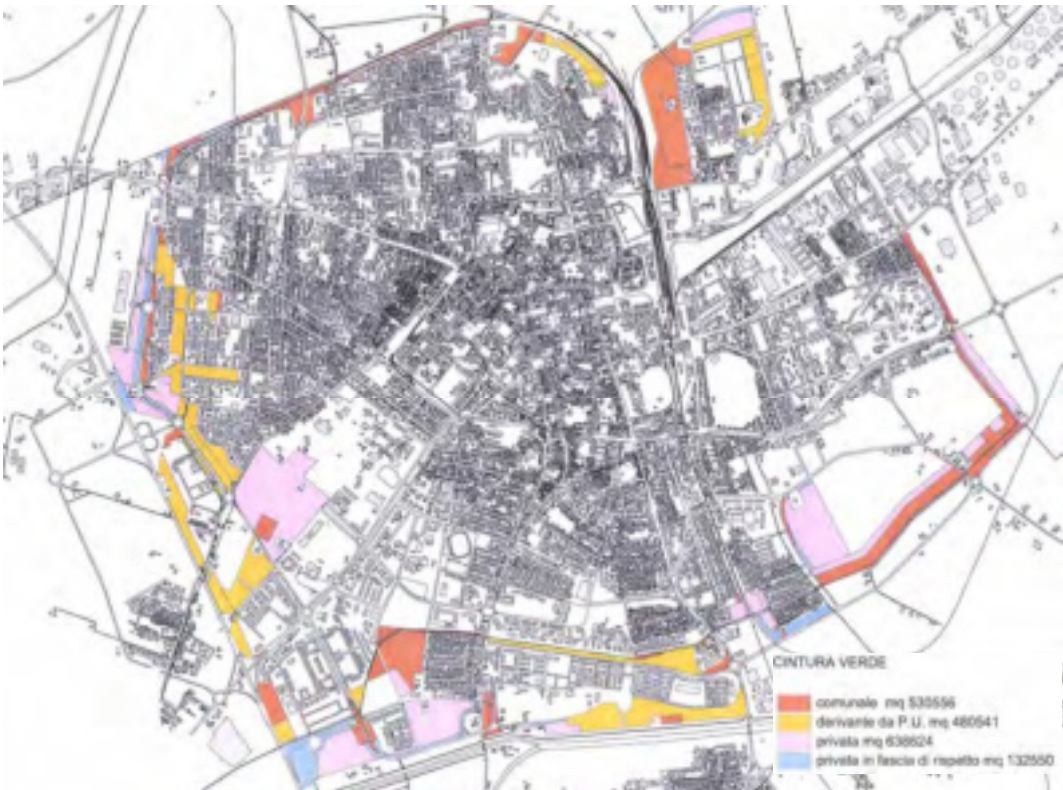 CINTURA VERDE
comunale mq 530556
derivante da P.U. mq 480541
privata mq 638624
privata in fascia di rispetto mq 132550